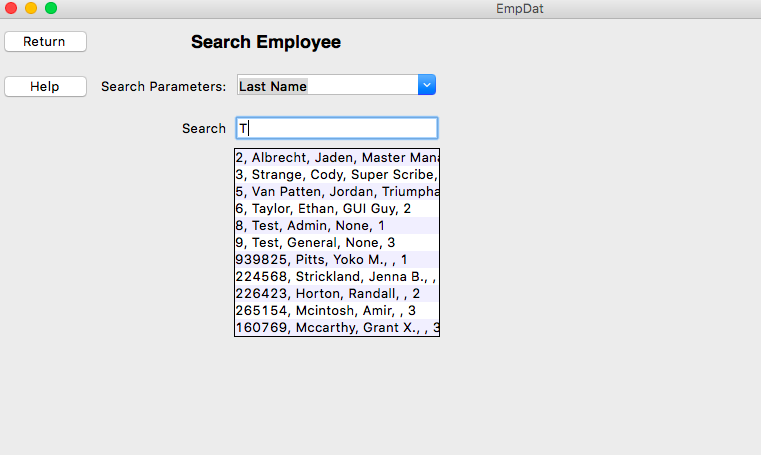 EmpDat
Return
Search Employee
Help
Search Parameters:
Last Name
Search
T
2, Albrecht, Jaden, Master Mana
3, Strange, Cody, Super Scribe,
5, Van Patten, Jordan, Triumpha
6, Taylor, Ethan, GUI Guy, 2
8, Test, Admin, None, 1
9, Test, General, None, 3
939825, Pitts, Yoko M., , 1
224568, Strickland, Jenna B., ,
226423, Horton, Randall, , 2
265154, Mcintosh, Amir, , 3
160769, Mccarthy, Grant X., , 3